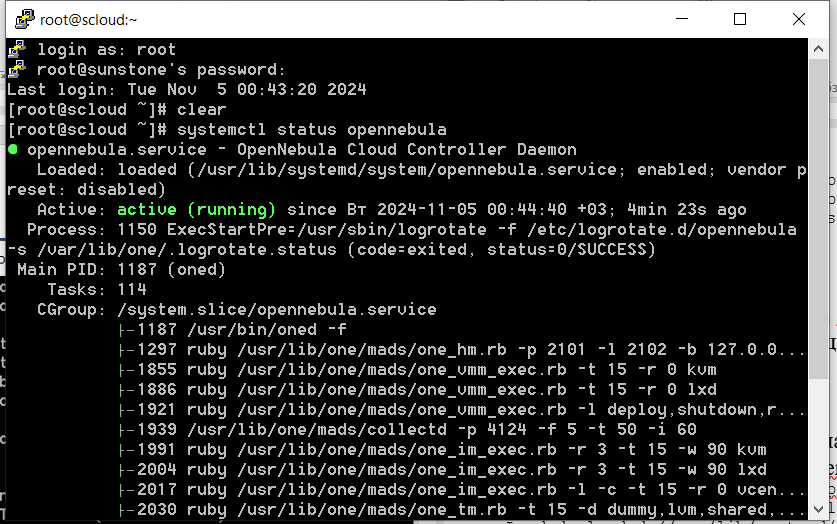 root@scloud:~
login as: root
root@sunstone's password:
Last login: Tue Nov  5 00:43:20 2024
[root@scloud ~]# clear
[root@scloud ~]# systemctl status opennebula
● opennebula.service - OpenNebula Cloud Controller Daemon
   Loaded: loaded (/usr/lib/systemd/system/opennebula.service; enabled; vendor p
reset: disabled)
   Active: active (running) since Вт 2024-11-05 00:44:40 +03; 4min 23s ago
  Process: 1150 ExecStartPre=/usr/sbin/logrotate -f /etc/logrotate.d/opennebula
-s /var/lib/one/.logrotate.status (code=exited, status=0/SUCCESS)
 Main PID: 1187 (oned)
    Tasks: 114
   CGroup: /system.slice/opennebula.service
           ├-1187 /usr/bin/oned -f
           ├-1297 ruby /usr/lib/one/mads/one_hm.rb -p 2101 -l 2102 -b 127.0.0...
           ├-1855 ruby /usr/lib/one/mads/one_vmm_exec.rb -t 15 -r 0 kvm
           ├-1886 ruby /usr/lib/one/mads/one_vmm_exec.rb -t 15 -r 0 lxd
           ├-1921 ruby /usr/lib/one/mads/one_vmm_exec.rb -l deploy,shutdown,r...
           ├-1939 /usr/lib/one/mads/collectd -p 4124 -f 5 -t 50 -i 60
           ├-1991 ruby /usr/lib/one/mads/one_im_exec.rb -r 3 -t 15 -w 90 kvm
           ├-2004 ruby /usr/lib/one/mads/one_im_exec.rb -r 3 -t 15 -w 90 lxd
           ├-2017 ruby /usr/lib/one/mads/one_im_exec.rb -l -c -t 15 -r 0 vcen...
           ├-2030 ruby /usr/lib/one/mads/one_tm.rb -t 15 -d dummy,lvm,shared,...